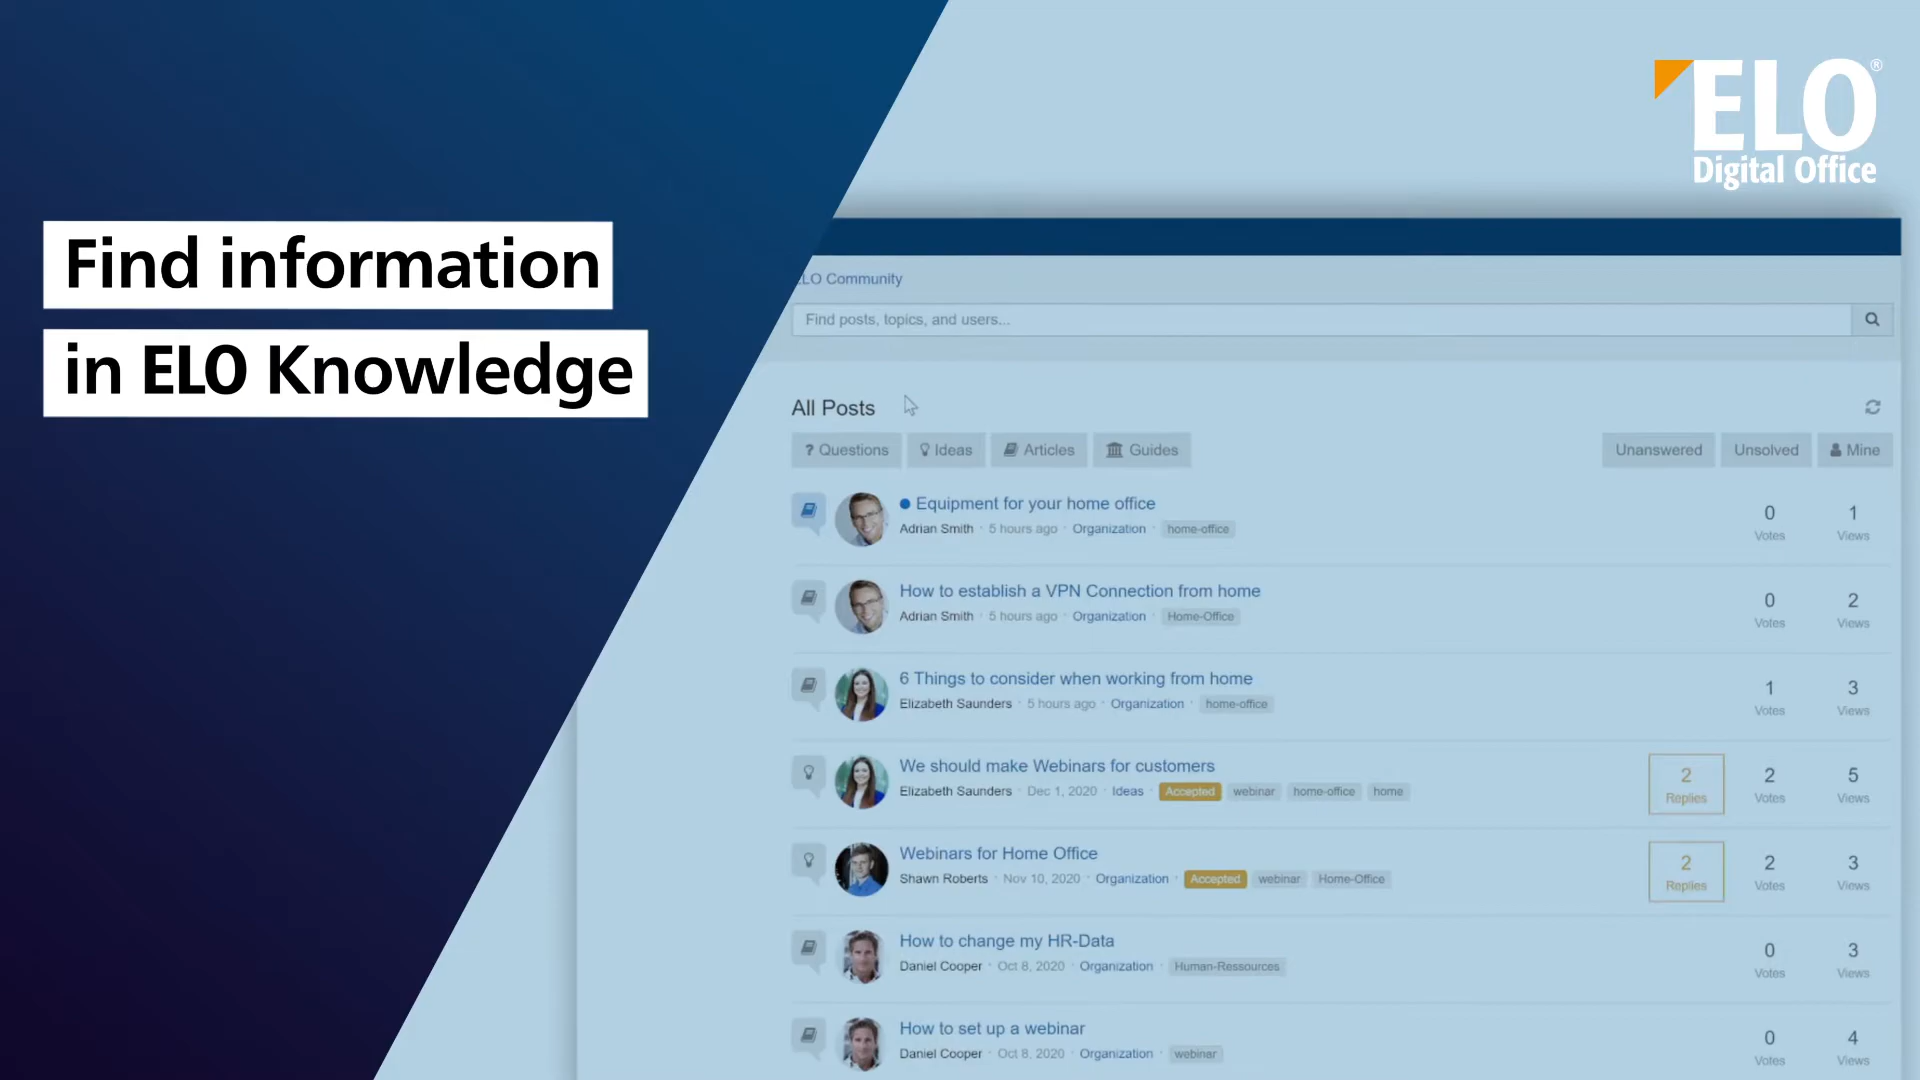 Find information
in ELO Knowledge
ELO®
Digital Office
ELO Community
Find posts, topics, and users...
All Posts
? Questions Ideas Articles Guides Unanswered Unsolved Mine
Equipment for your home office
Adrian Smith · 5 hours ago · Organization · home-office
0 Votes 1 Views
How to establish a VPN Connection from home
Adrian Smith · 5 hours ago · Organization · Home-Office
0 Votes 2 Views
6 Things to consider when working from home
Elizabeth Saunders · 5 hours ago · Organization · home-office
1 Votes 3 Views
We should make Webinars for customers
Elizabeth Saunders · Dec 1, 2020 · Ideas · Accepted webinar home-office home
2 Replies 2 Votes 5 Views
Webinars for Home Office
Shawn Roberts · Nov 10, 2020 · Organization · Accepted webinar Home-Office
2 Replies 2 Votes 3 Views
How to change my HR-Data
Daniel Cooper · Oct 8, 2020 · Organization · Human-Ressources
0 Votes 3 Views
How to set up a webinar
Daniel Cooper · Oct 8, 2020 · Organization · webinar
0 Votes 4 Views